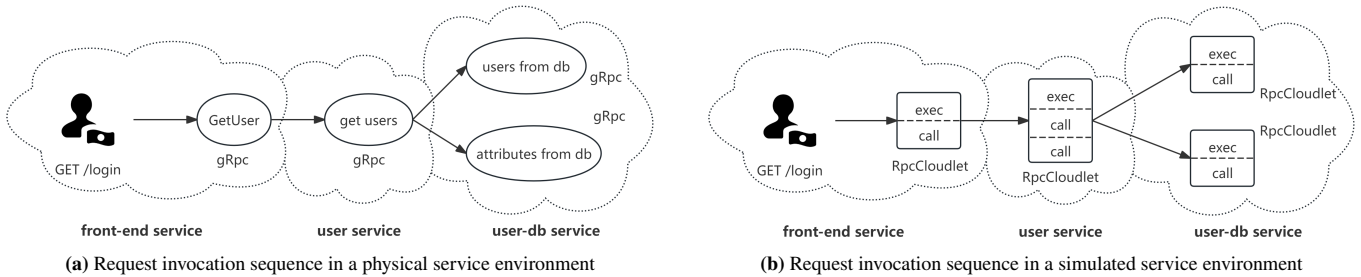 users from db
gRpc
gRpc
GetUser
get users
attributes from db
gRpc
gRpc
GET /login
front-end service
user service
user-db service
(a) Request invocation sequence in a physical service environment
exec
call
RpcCloudlet
RpcCloudlet
exec
call
exec
call
call
exec
call
GET /login
RpcCloudlet
RpcCloudlet
front-end service
user service
user-db service
(b) Request invocation sequence in a simulated service environment